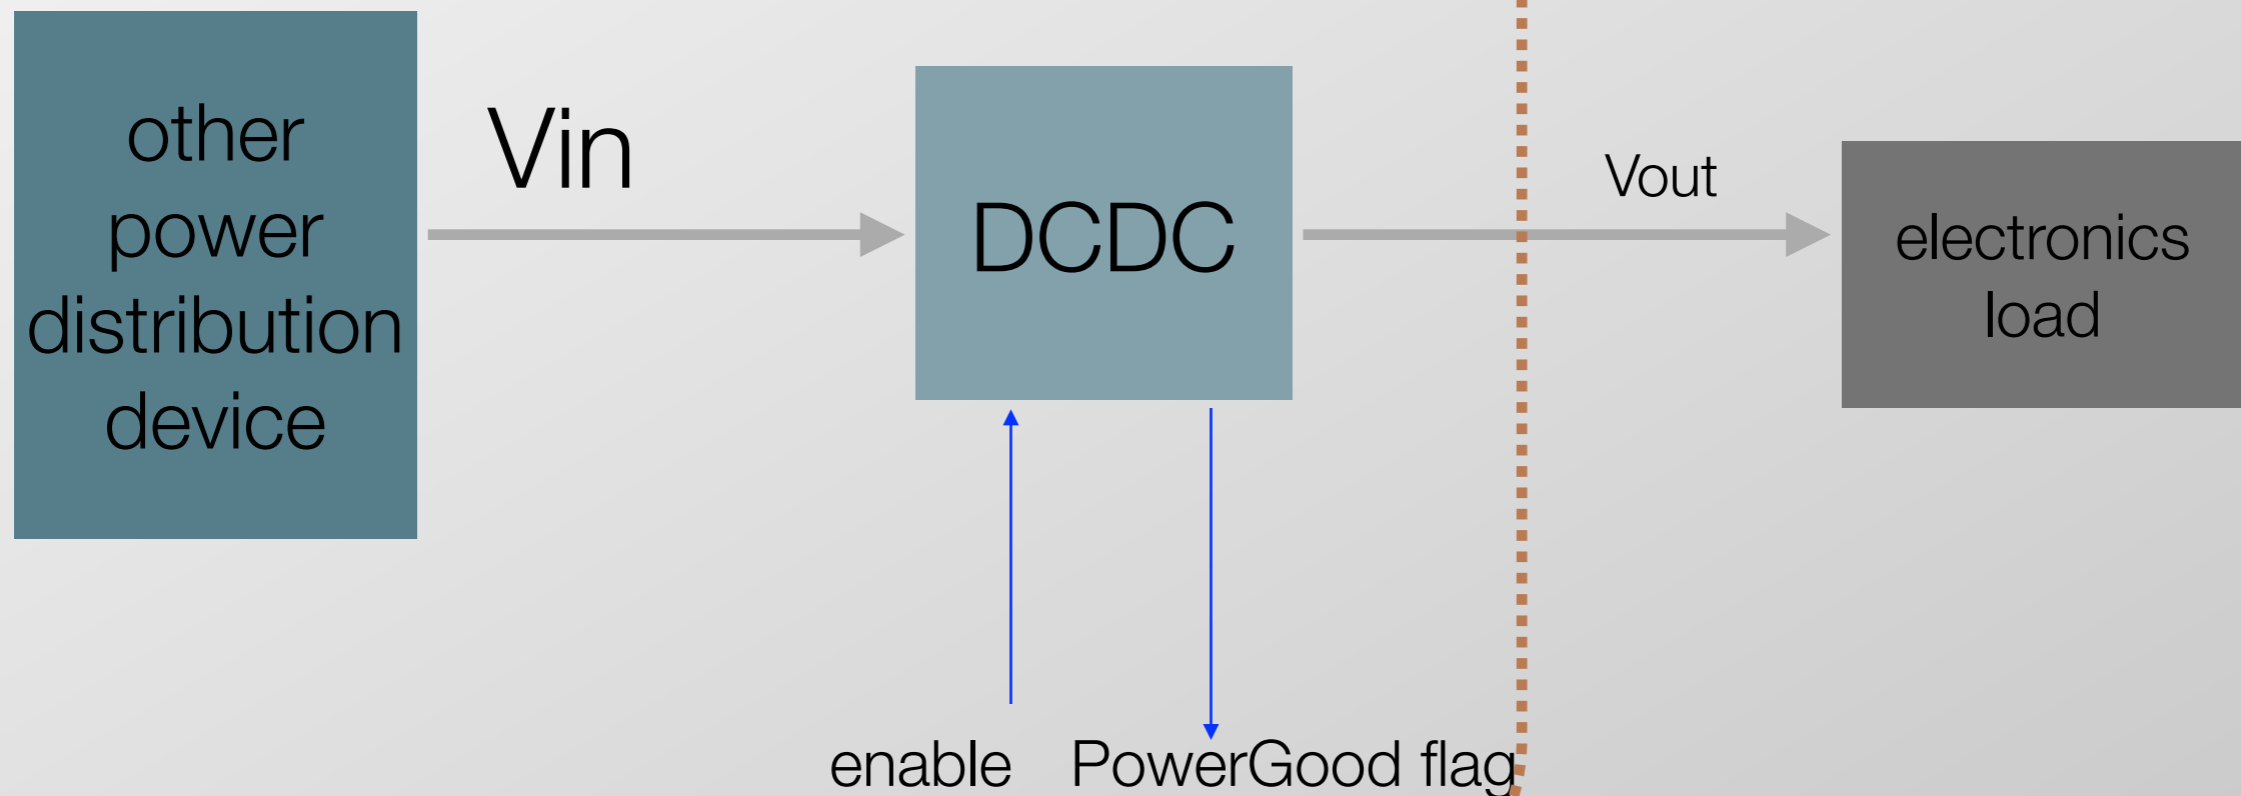 other
power
distribution
device
Vin
DCDC
Vout
electronics
load
enable
PowerGood flag